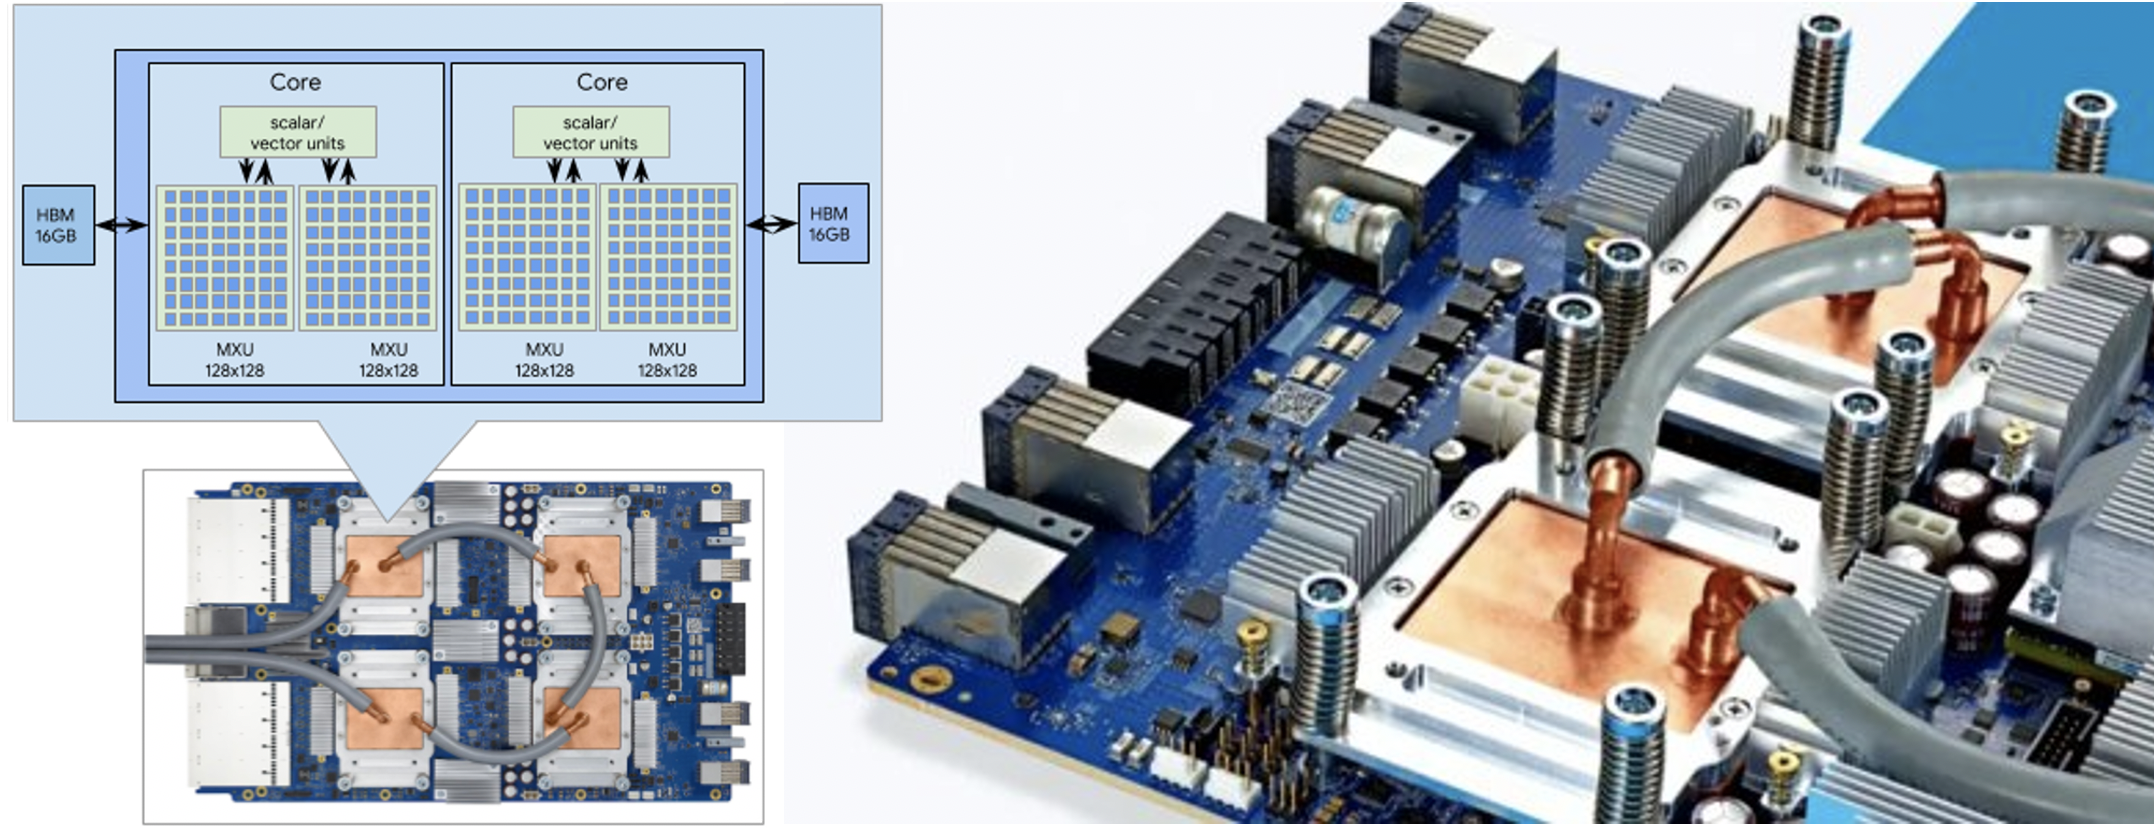 Core
scalar/
vector units
HBM
16GB
MXU
128x128
MXU
128x128
Core
scalar/
vector units
MXU
128x128
MXU
128x128
HBM
16GB